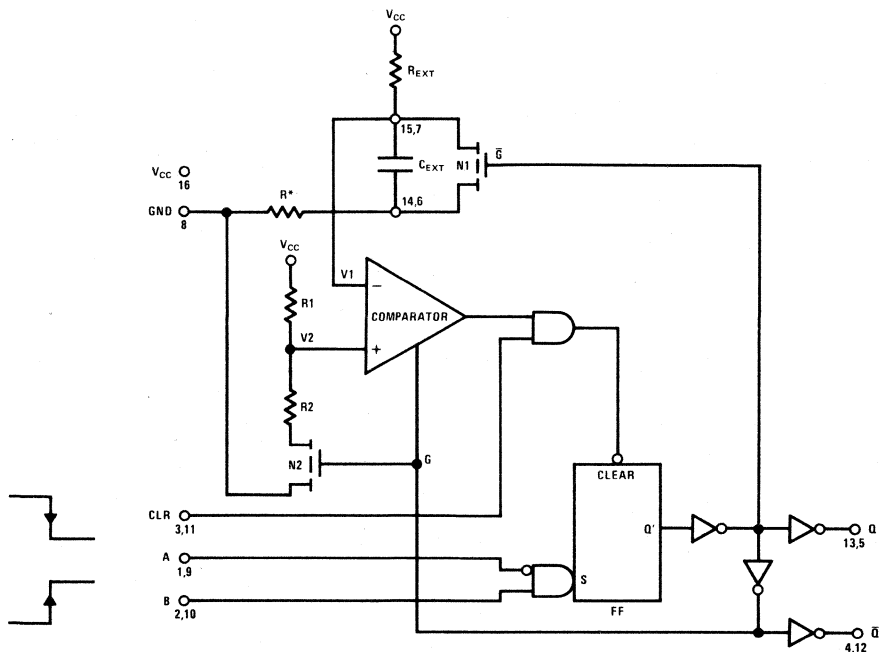 VCC
REXT
15,7
G̅
N1
CEXT
VCC
16
R*
14,6
GND
8
VCC
V1
−
R1
COMPARATOR
V2
+
R2
N2
G
CLEAR
CLR
3,11
Q'
Q
13,5
A
1,9
S
B
2,10
FF
Q̅
4,12